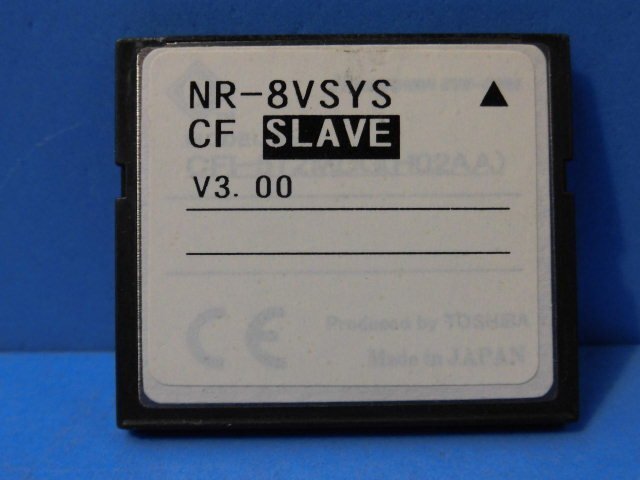 NR-8VSYS
CF SLAVE
V3.00
Produced by TOSHIBA
Made in JAPAN